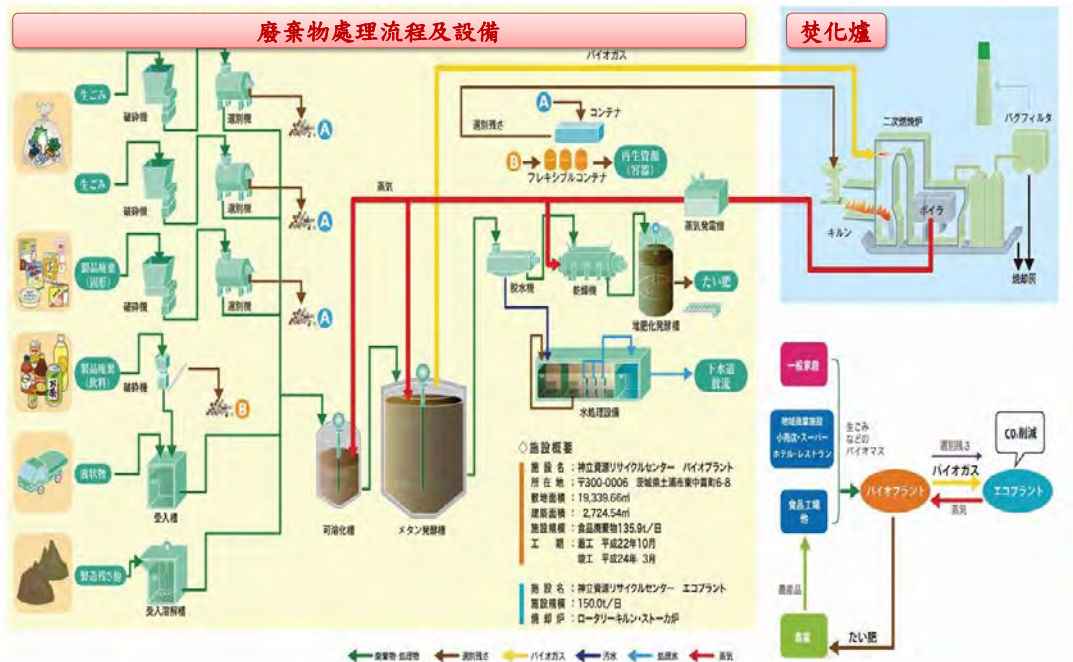 廢棄物處理流程及設備
焚化爐
バイオガス
生ごみ
破砕機
選別機
A
生ごみ
破砕機
選別機
A
製品廃棄
(固形)
破砕機
選別機
A
製品廃棄
(飲料)
破砕機
B
液状物
受入槽
製造残さ他
受入溶解槽
可溶化槽
メタン発酵槽
選別残さ
A
コンテナ
B
フレキシブルコンテナ
再生資源
(容器)
蒸気
蒸気発電機
脱水機
乾燥機
堆肥化発酵槽
たい肥
水処理設備
下水道
放流
二次燃焼炉
バグフィルタ
ボイラ
キルン
焼却灰
◇施設概要
施設名:神立資源リサイクルセンター バイオプラント
所在地:〒300-0006 茨城県土浦市東中貫町6-8
敷地面積:19,339.66㎡
建築面積:2,724.54㎡
施設規模:食品廃棄物135.9t/日
工期:着工 平成22年10月
竣工 平成24年 3月
施設名:神立資源リサイクルセンター エコプラント
施設規模:150.0t/日
焼却炉:ロータリーキルン・ストーカ炉
一般家庭
地域商業施設
小売店・スーパー
ホテル・レストラン
食品工場
他
生ごみ
などの
バイオマス
バイオプラント
選別残さ
バイオガス
蒸気
エコプラント
CO₂削減
農産品
農業
たい肥
廃棄物・処理物
選別残さ
バイオガス
汚水
処理水
蒸気